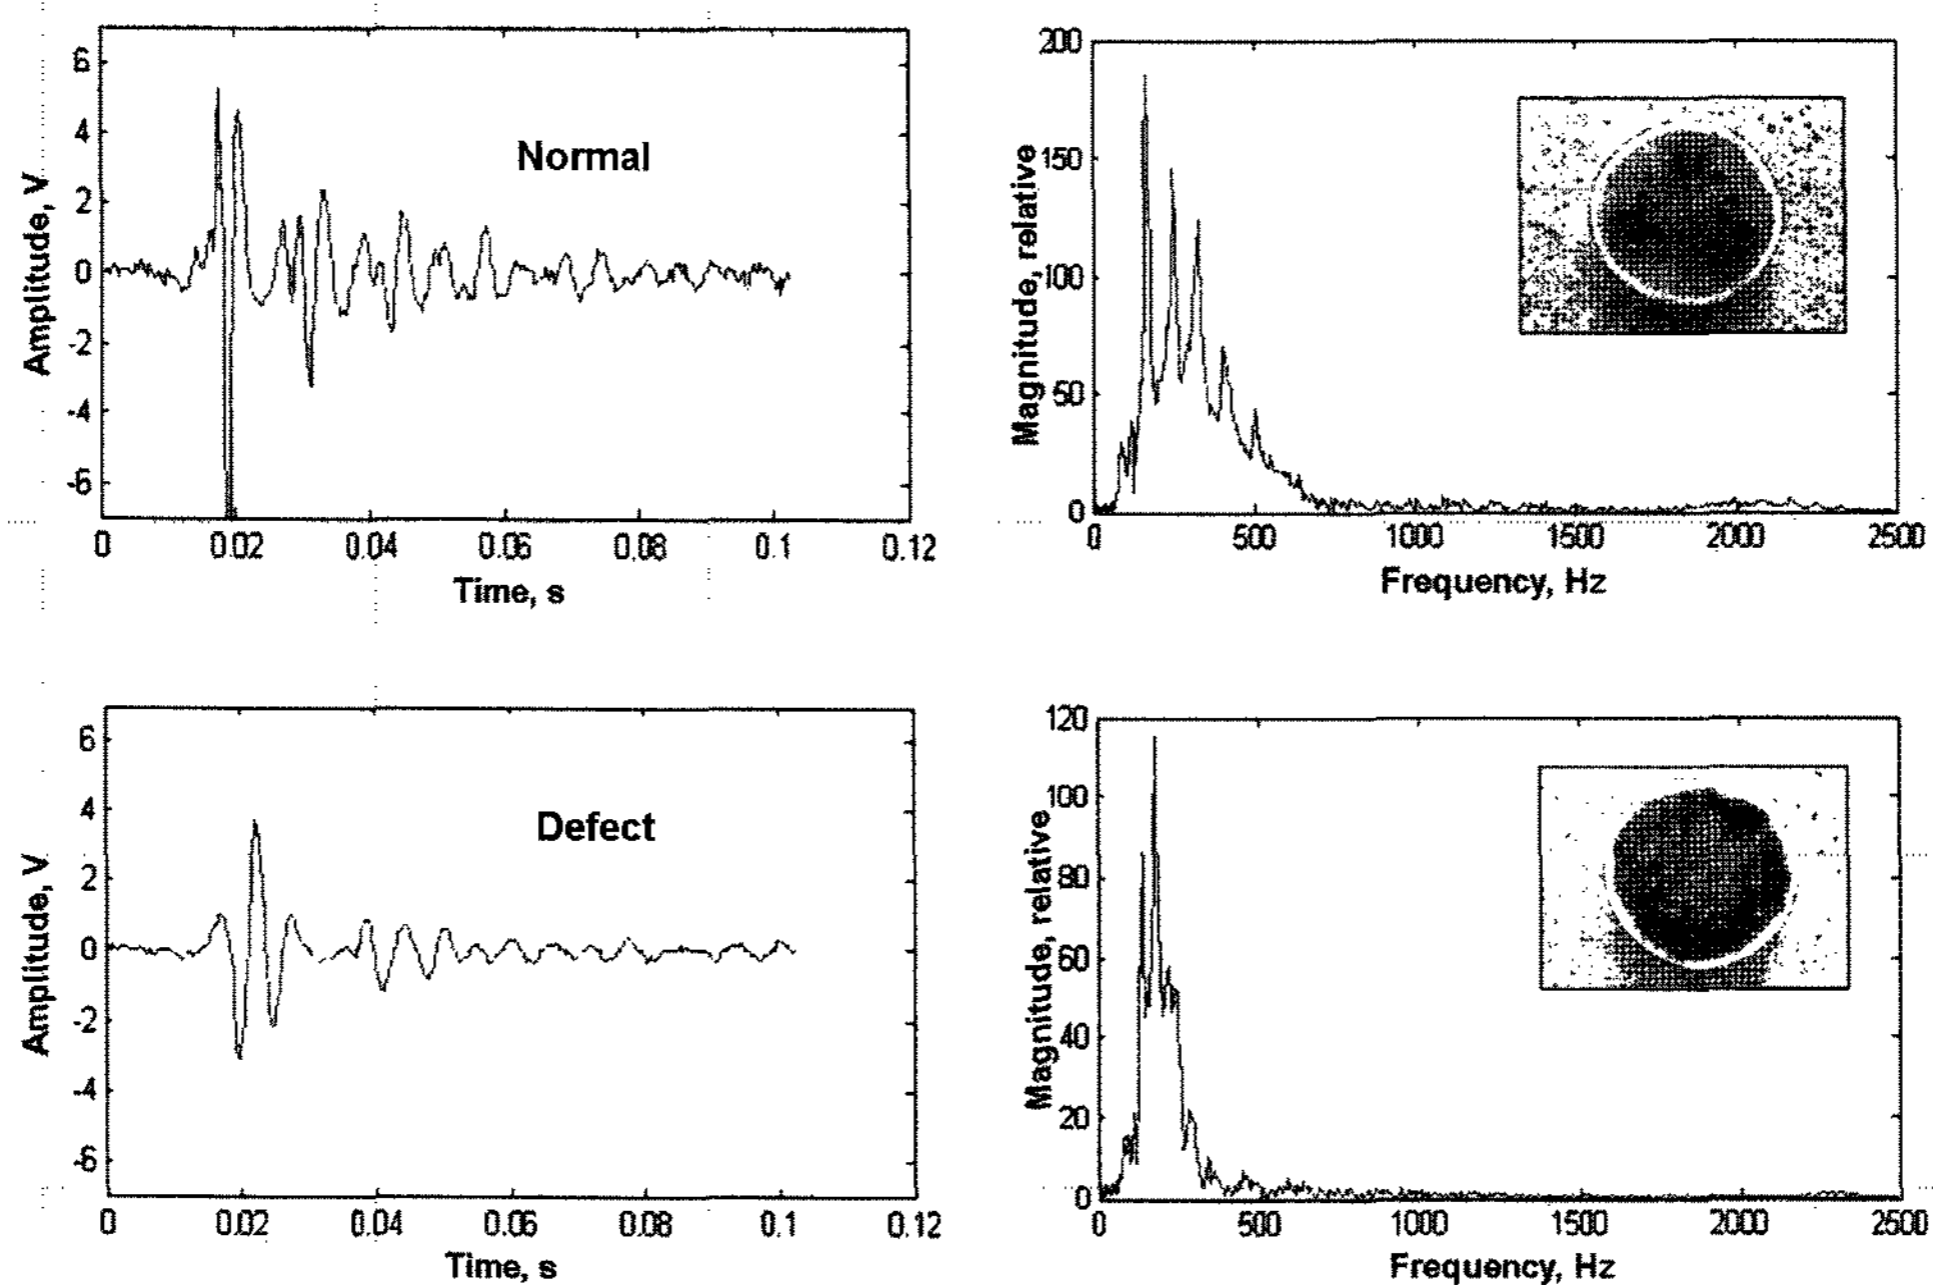 Normal
Amplitude, V
6
4
2
0
-2
-4
-6
0 0.02 0.04 0.06 0.08 0.1 0.12
Time, s
Magnitude, relative
200
150
100
50
0
0 500 1000 1500 2000 2500
Frequency, Hz
Defect
Amplitude, V
6
4
2
0
-2
-4
-6
0 0.02 0.04 0.06 0.08 0.1 0.12
Time, s
Magnitude, relative
120
100
80
60
40
20
0
0 500 1000 1500 2000 2500
Frequency, Hz